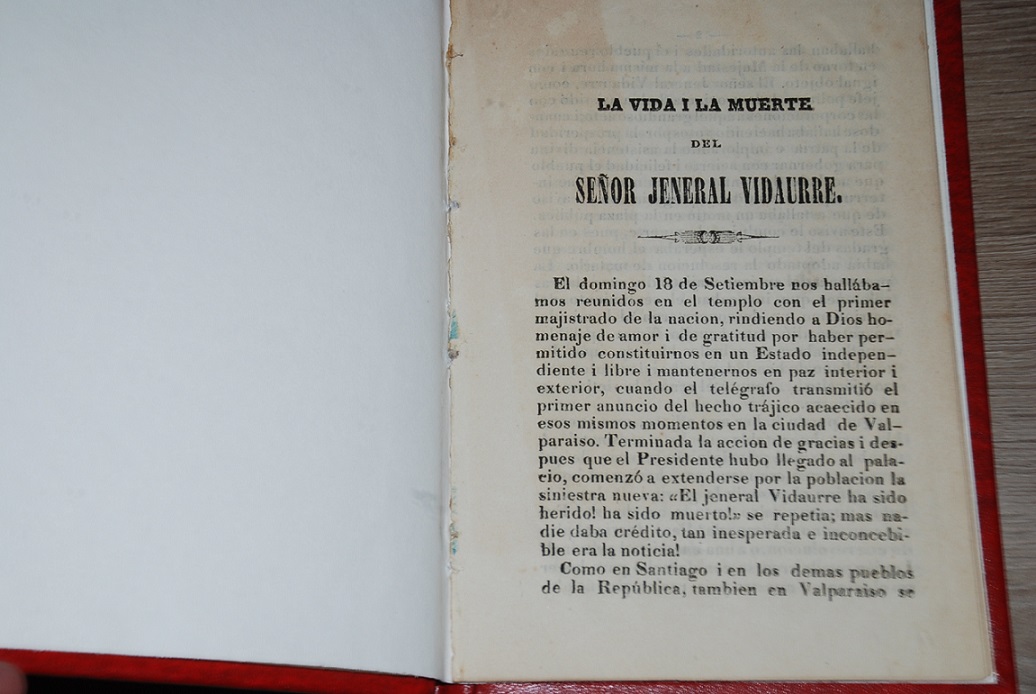 LA VIDA I LA MUERTE
DEL
SEÑOR JENERAL VIDAURRE.
El domingo 18 de Setiembre nos hallába-
mos reunidos en el templo con el primer
majistrado de la nacion, rindiendo a Dios ho-
menaje de amor i de gratitud por haber per-
mitido constituirnos en un Estado indepen-
diente i libre i mantenernos en paz interior i
exterior, cuando el telégrafo transmitió el
primer anuncio del hecho trájico acaecido en
esos mismos momentos en la ciudad de Val-
paraiso. Terminada la accion de gracias i des-
pues que el Presidente hubo llegado al pala-
cio, comenzó a extenderse por la poblacion la
siniestra nueva: «El jeneral Vidaurre ha sido
herido! ha sido muerto!» se repetia; mas na-
die daba crédito, tan inesperada e inconcebi-
ble era la noticia!
Como en Santiago i en los demas pueblos
de la República, tambien en Valparaiso se